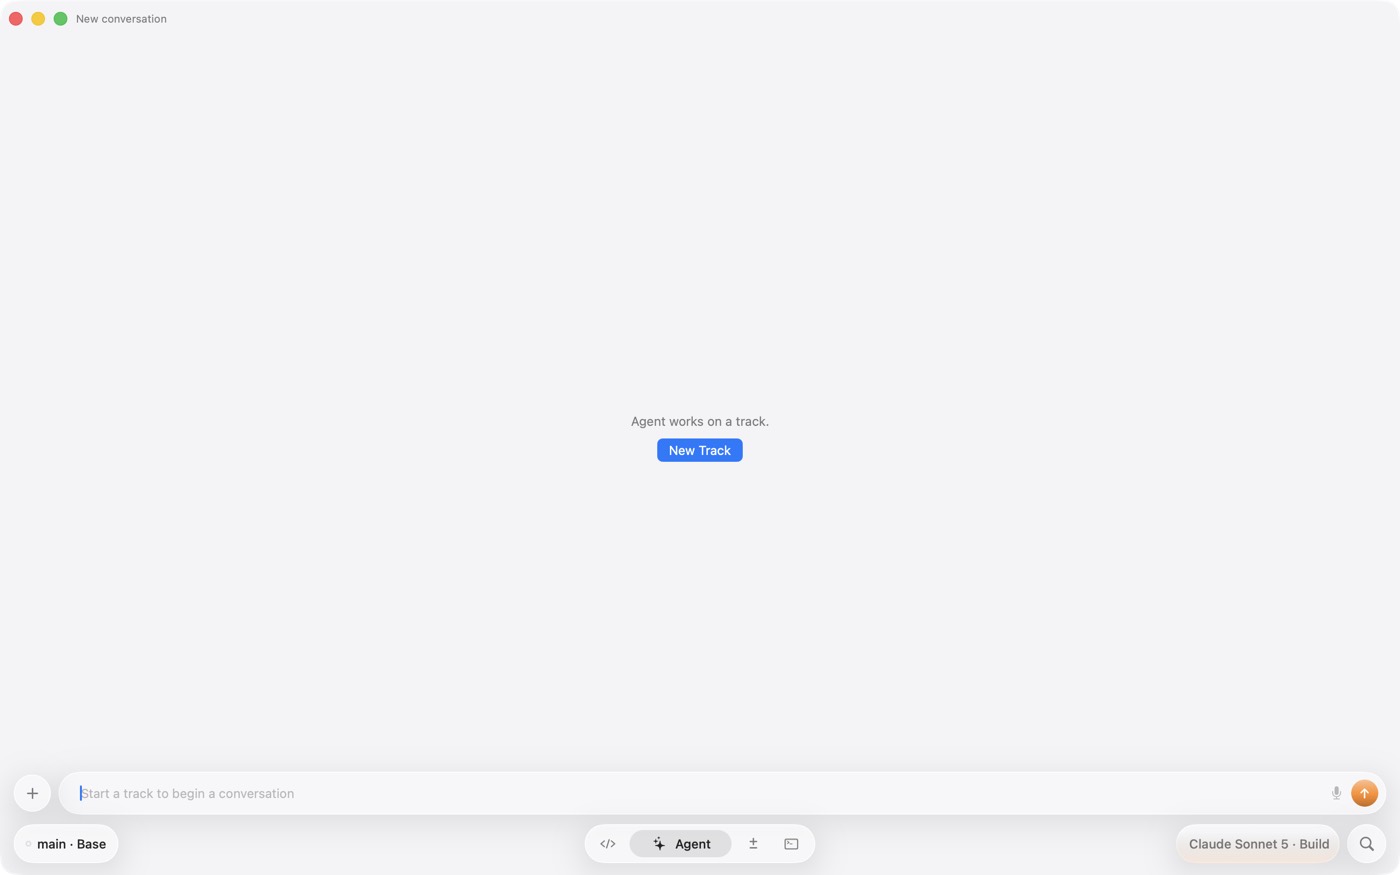 New conversation
Agent works on a track.
New Track
Start a track to begin a conversation
main · Base
Agent
Claude Sonnet 5 · Build